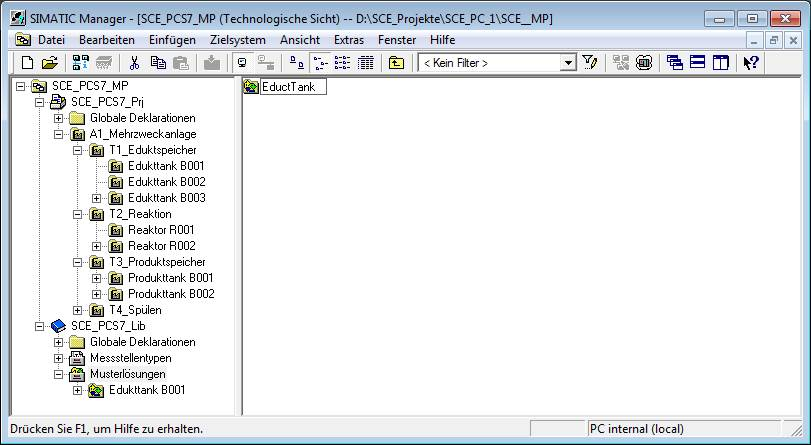 SIMATIC Manager - [SCE_PCS7_MP (Technologische Sicht) -- D:\SCE_Projekte\SCE_PC_1\SCE__MP]
Datei Bearbeiten Einfügen Zielsystem Ansicht Extras Fenster Hilfe
< Kein Filter >
SCE_PCS7_MP
SCE_PCS7_Prj
Globale Deklarationen
A1_Mehrzweckanlage
T1_Eduktspeicher
Edukttank B001
Edukttank B002
Edukttank B003
T2_Reaktion
Reaktor R001
Reaktor R002
T3_Produktspeicher
Produkttank B001
Produkttank B002
T4_Spülen
SCE_PCS7_Lib
Globale Deklarationen
Messstellentypen
Musterlösungen
Edukttank B001
EductTank
Drücken Sie F1, um Hilfe zu erhalten.
PC internal (local)